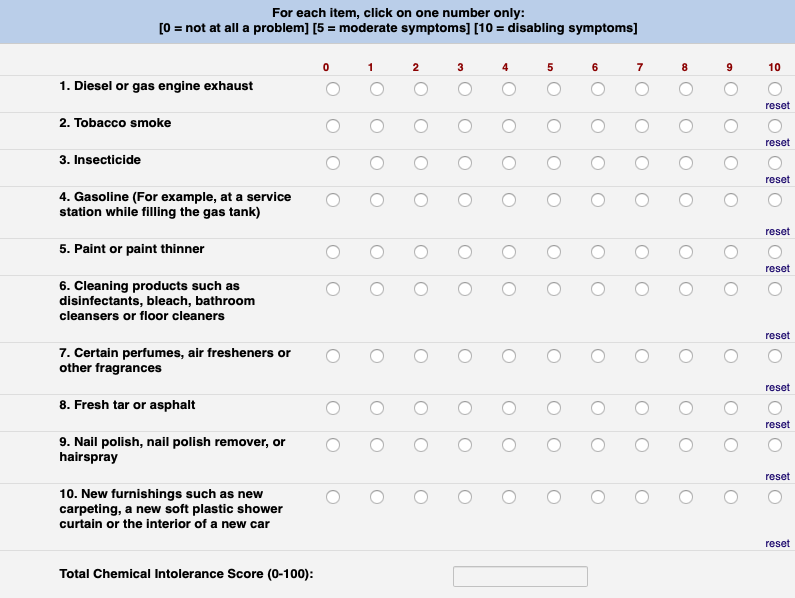 For each item, click on one number only:
[0 = not at all a problem] [5 = moderate symptoms] [10 = disabling symptoms]
0 1 2 3 4 5 6 7 8 9 10
1. Diesel or gas engine exhaust
reset
2. Tobacco smoke
reset
3. Insecticide
reset
4. Gasoline (For example, at a service
station while filling the gas tank)
reset
5. Paint or paint thinner
reset
6. Cleaning products such as
disinfectants, bleach, bathroom
cleansers or floor cleaners
reset
7. Certain perfumes, air fresheners or
other fragrances
reset
8. Fresh tar or asphalt
reset
9. Nail polish, nail polish remover, or
hairspray
reset
10. New furnishings such as new
carpeting, a new soft plastic shower
curtain or the interior of a new car
reset
Total Chemical Intolerance Score (0-100):